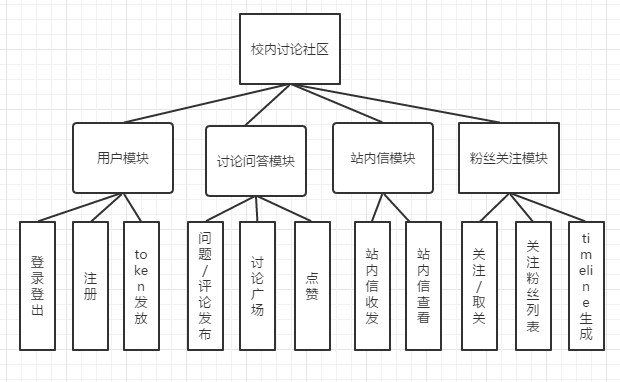 校内讨论社区
用户模块
讨论问答模块
站内信模块
粉丝关注模块
登录登出
注册
token发放
问题/评论发布
讨论广场
点赞
站内信收发
站内信查看
关注/取关
关注粉丝列表
timeline生成